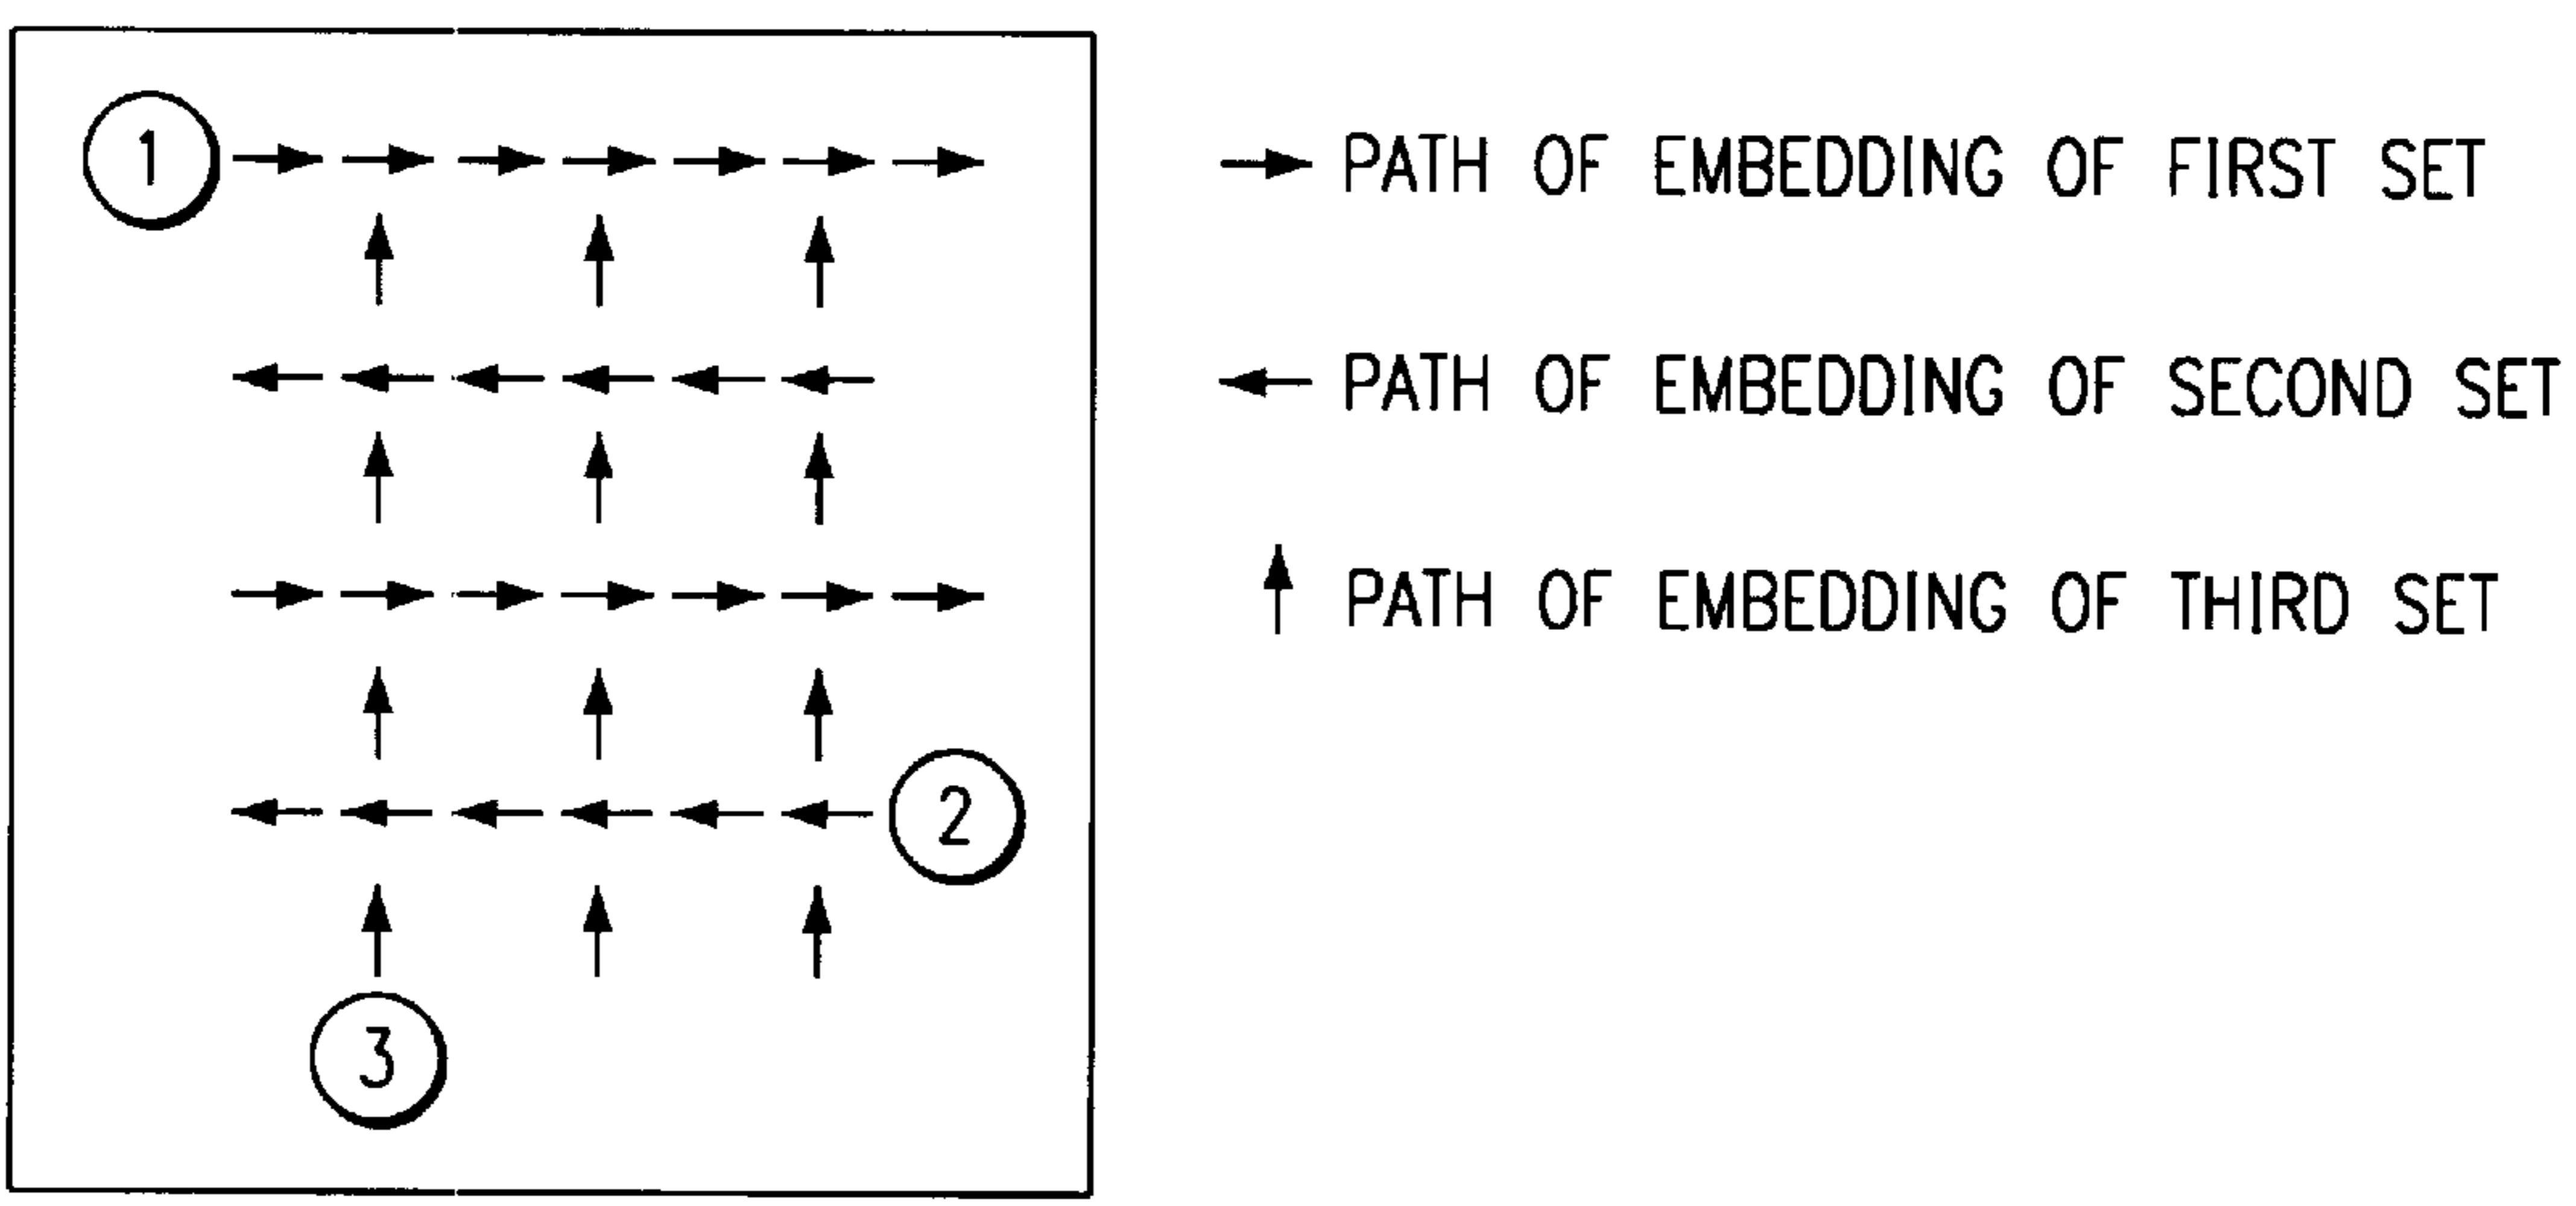 1
PATH OF EMBEDDING OF FIRST SET
PATH OF EMBEDDING OF SECOND SET
PATH OF EMBEDDING OF THIRD SET
2
3